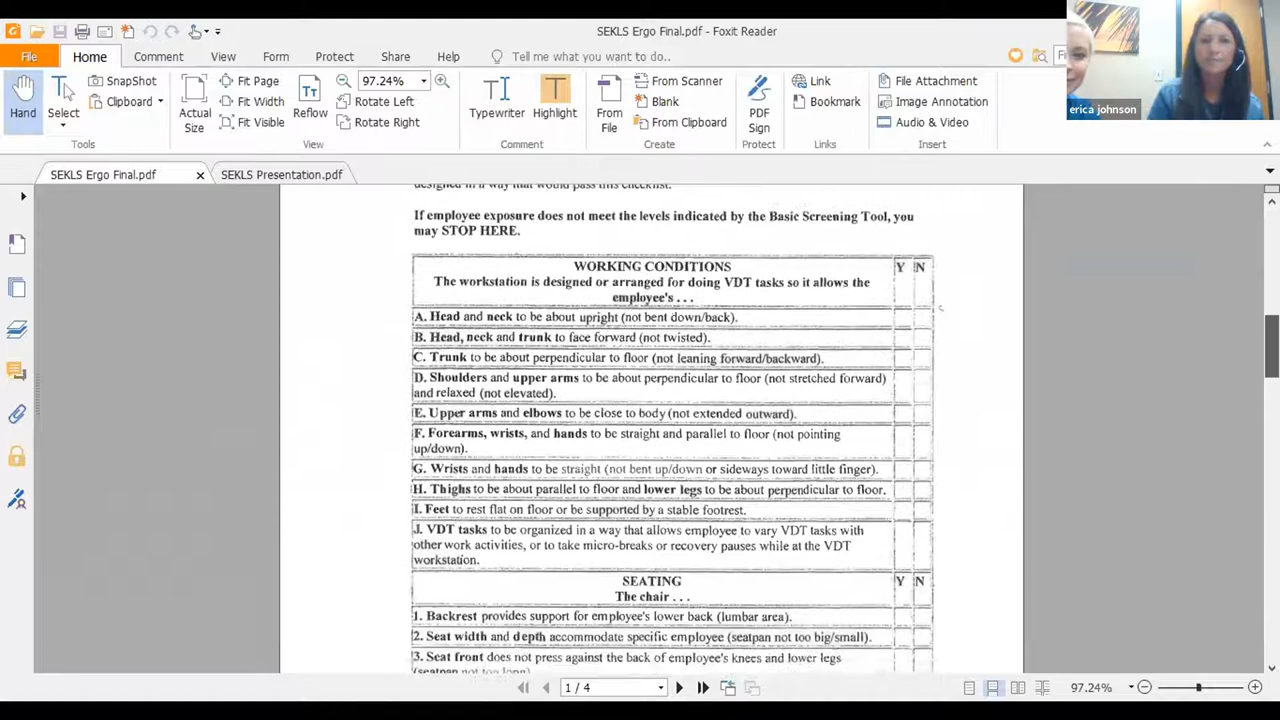 SEKLS Ergo Final.pdf - Foxit Reader
File Home Comment View Form Protect Share Help Tell me what you want to do..
Hand
Select
SnapShot
Clipboard
Tools
Actual Size
Fit Page
Fit Width
Fit Visible
Reflow
97.24%
Rotate Left
Rotate Right
View
Typewriter
Highlight
Comment
From File
From Scanner
Blank
From Clipboard
Create
PDF Sign
Protect
Link
Bookmark
Links
File Attachment
Image Annotation
Audio & Video
Insert
erica johnson
SEKLS Ergo Final.pdf
SEKLS Presentation.pdf
designed in a way that would pass this checklist.
If employee exposure does not meet the levels indicated by the Basic Screening Tool, you
may STOP HERE.
WORKING CONDITIONS Y N
The workstation is designed or arranged for doing VDT tasks so it allows the
employee's . . .
A. Head and neck to be about upright (not bent down/back).
B. Head, neck and trunk to face forward (not twisted).
C. Trunk to be about perpendicular to floor (not leaning forward/backward).
D. Shoulders and upper arms to be about perpendicular to floor (not stretched forward)
and relaxed (not elevated).
E. Upper arms and elbows to be close to body (not extended outward).
F. Forearms, wrists, and hands to be straight and parallel to floor (not pointing
up/down).
G. Wrists and hands to be straight (not bent up/down or sideways toward little finger).
H. Thighs to be about parallel to floor and lower legs to be about perpendicular to floor.
I. Feet to rest flat on floor or be supported by a stable footrest.
J. VDT tasks to be organized in a way that allows employee to vary VDT tasks with
other work activities, or to take micro-breaks or recovery pauses while at the VDT
workstation.
SEATING Y N
The chair . . .
1. Backrest provides support for employee's lower back (lumbar area).
2. Seat width and depth accommodate specific employee (seatpan not too big/small).
3. Seat front does not press against the back of employee's knees and lower legs
(seatpan not too long)
1 / 4
97.24%